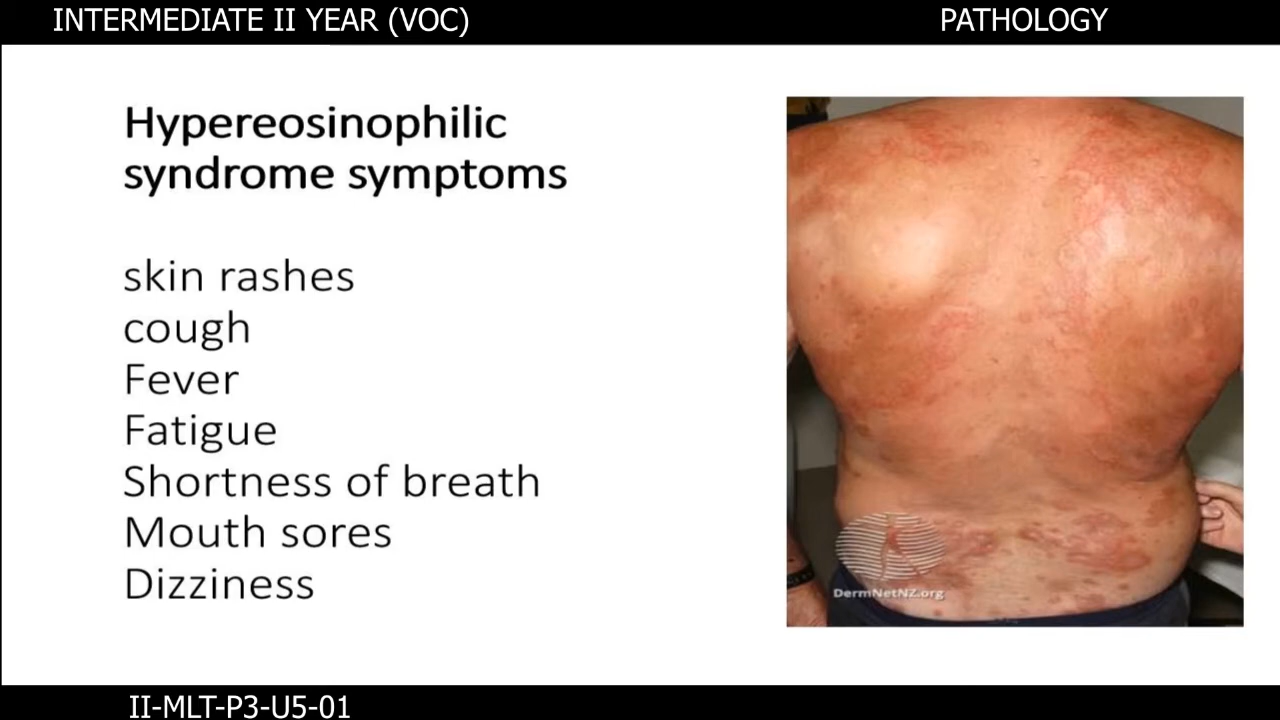 INTERMEDIATE II YEAR (VOC)
PATHOLOGY
Hypereosinophilic
syndrome symptoms
skin rashes
cough
Fever
Fatigue
Shortness of breath
Mouth sores
Dizziness
DermNetNZ.org
II-MLT-P3-U5-01